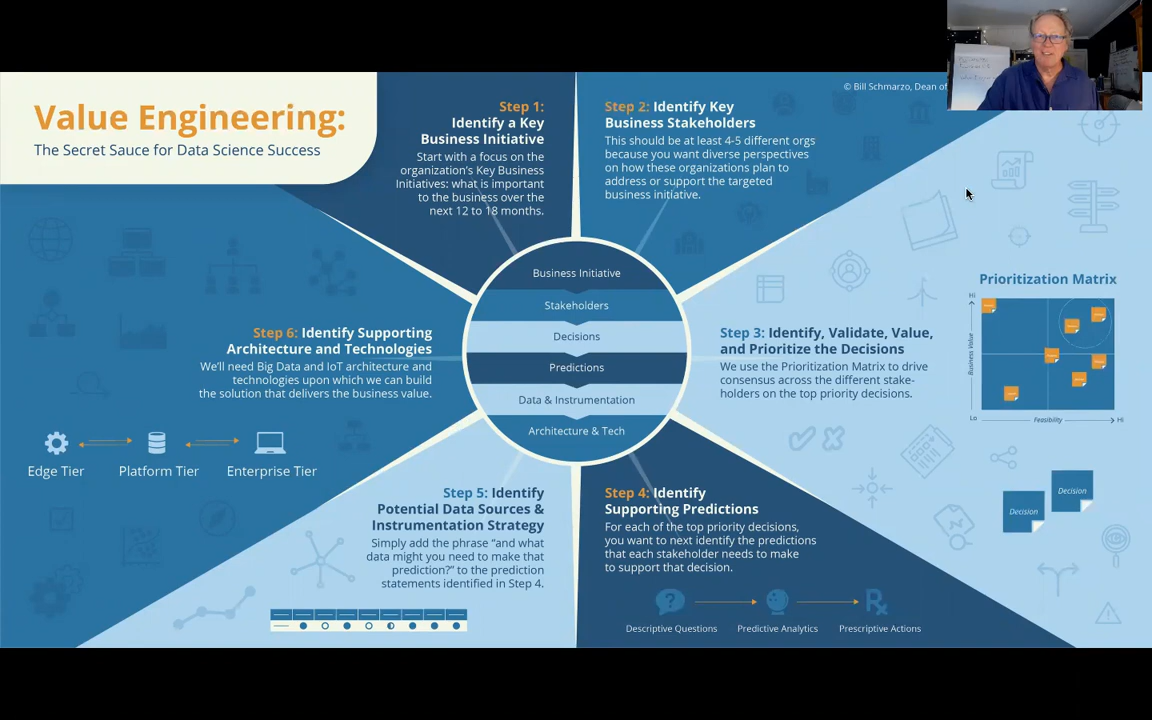 Value Engineering:
The Secret Sauce for Data Science Success
© Bill Schmarzo, Dean of
Step 1:
Identify a Key
Business Initiative
Start with a focus on the
organization's Key Business
Initiatives: what is important
to the business over the
next 12 to 18 months.
Step 2: Identify Key
Business Stakeholders
This should be at least 4-5 different orgs
because you want diverse perspectives
on how these organizations plan to
address or support the targeted
business initiative.
Business Initiative
Stakeholders
Decisions
Predictions
Data & Instrumentation
Architecture & Tech
Step 3: Identify, Validate, Value,
and Prioritize the Decisions
We use the Prioritization Matrix to drive
consensus across the different stake-
holders on the top priority decisions.
Prioritization Matrix
Hi
Business Value
Lo
Feasibility
Hi
Decision
Decision
Step 4: Identify
Supporting Predictions
For each of the top priority decisions,
you want to next identify the predictions
that each stakeholder needs to make
to support that decision.
Descriptive Questions
Predictive Analytics
Prescriptive Actions
Step 5: Identify
Potential Data Sources &
Instrumentation Strategy
Simply add the phrase “and what
data might you need to make that
prediction?” to the prediction
statements identified in Step 4.
Step 6: Identify Supporting
Architecture and Technologies
We'll need Big Data and IoT architecture and
technologies upon which we can build
the solution that delivers the business value.
Edge Tier
Platform Tier
Enterprise Tier